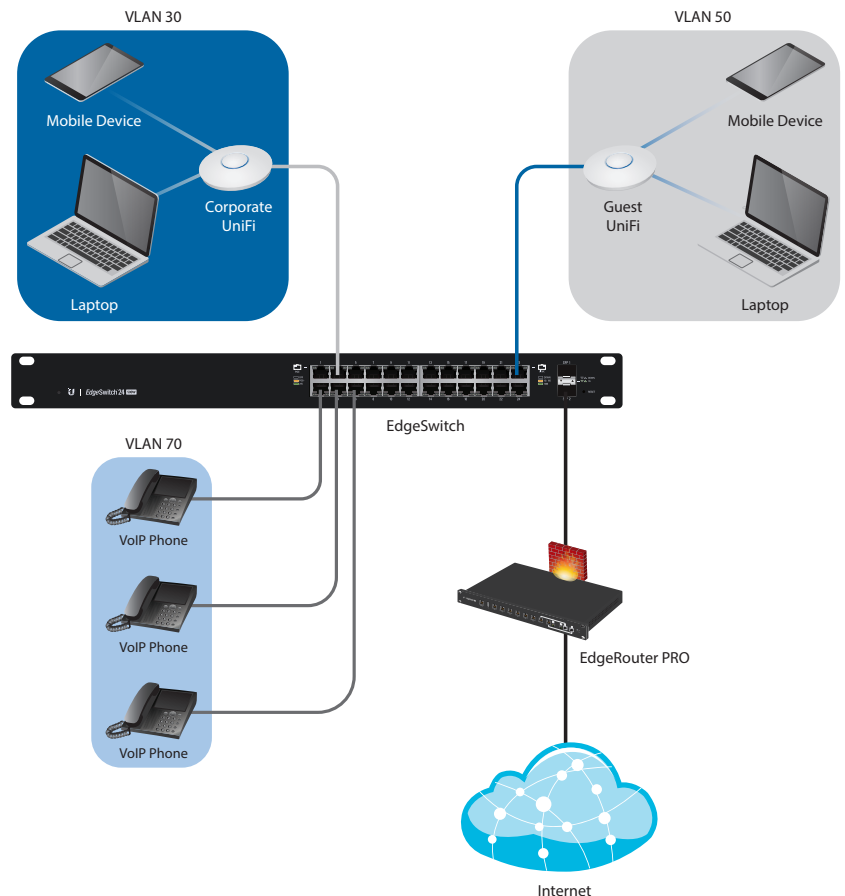 VLAN 30
VLAN 50
Mobile Device
Mobile Device
Corporate
UniFi
Guest
UniFi
Laptop
Laptop
EdgeSwitch 24
EdgeSwitch
VLAN 70
VoIP Phone
VoIP Phone
VoIP Phone
EdgeRouter PRO
Internet